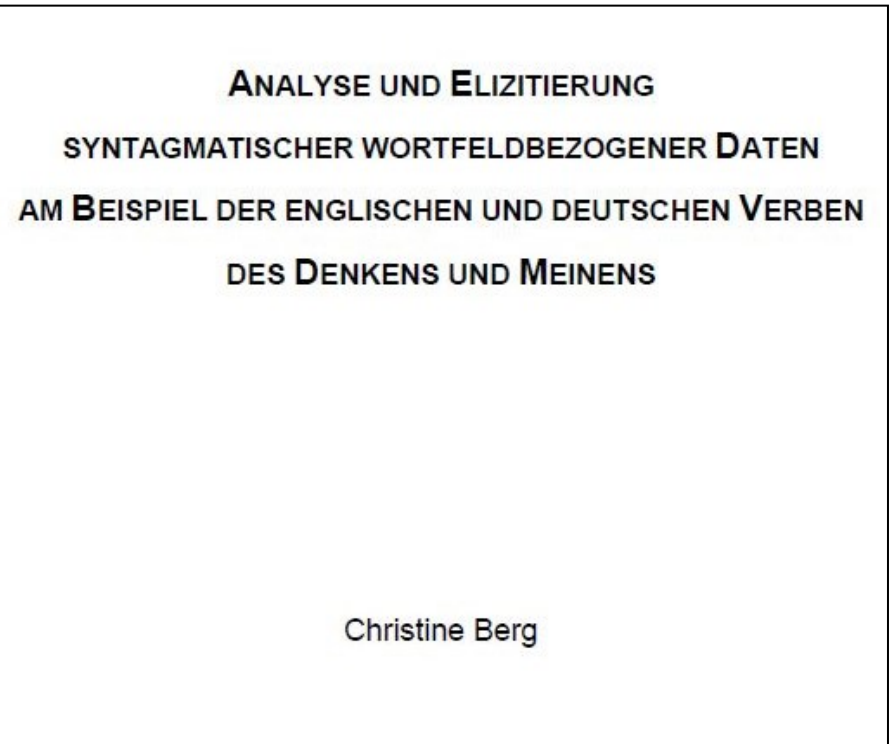 ANALYSE UND ELIZITIERUNG
SYNTAGMATISCHER WORTFELDBEZOGENER DATEN
AM BEISPIEL DER ENGLISCHEN UND DEUTSCHEN VERBEN
DES DENKENS UND MEINENS
Christine Berg